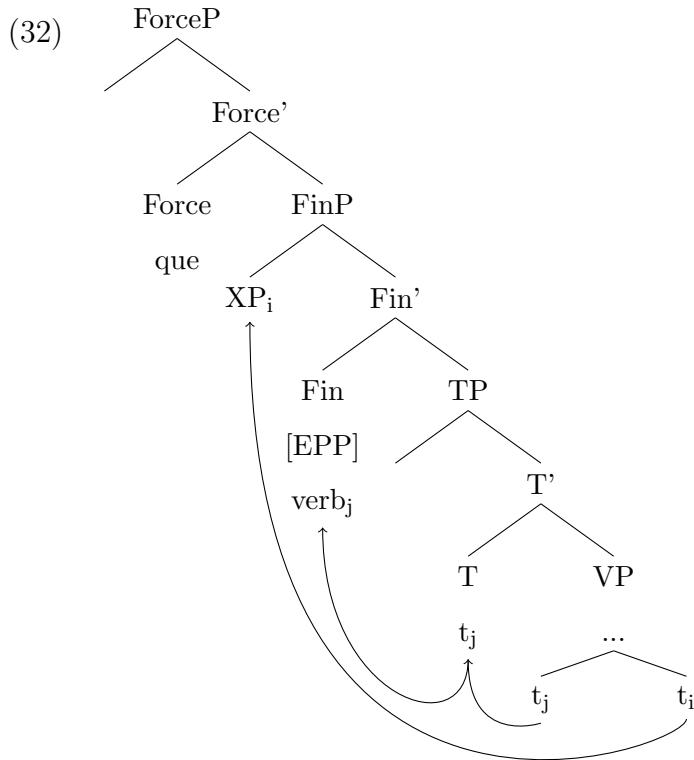 (32) ForceP
Force'
Force FinP
que
XPi Fin'
Fin TP
[EPP]
verbj T'
T VP
tj ...
tj ti